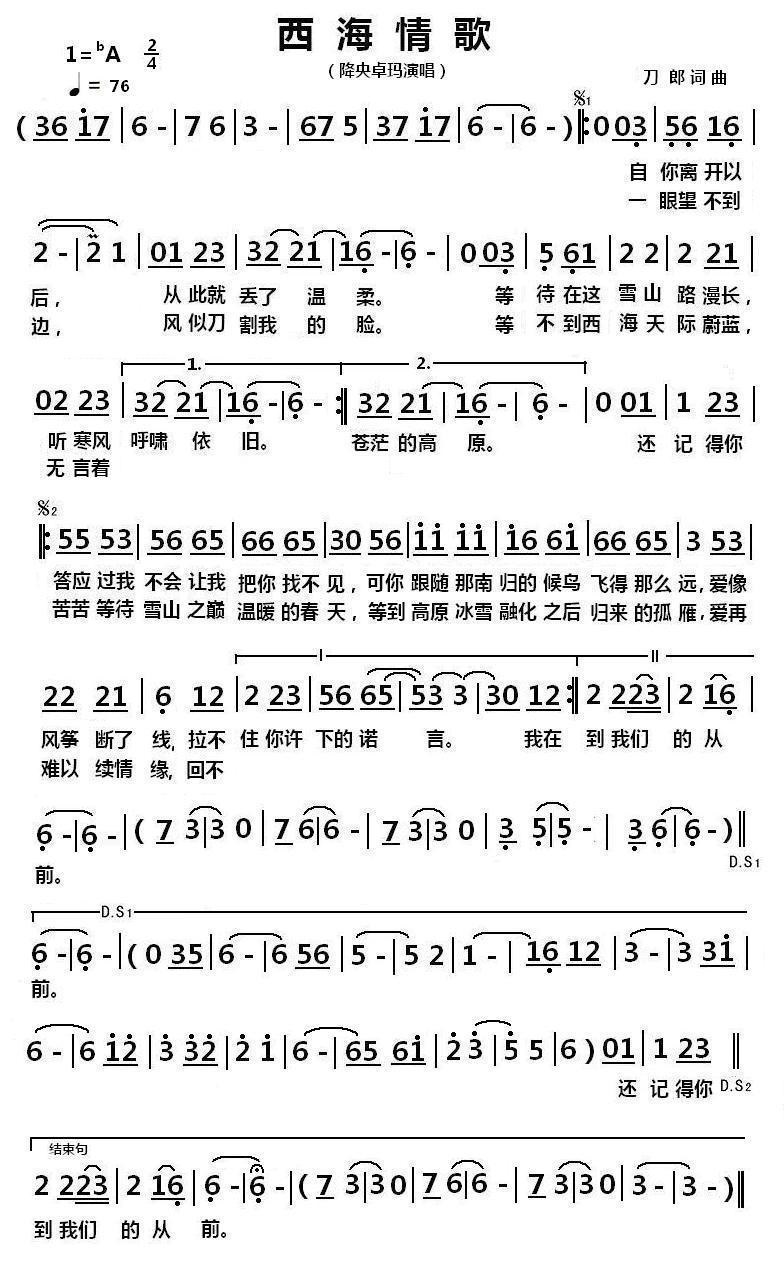 西海情歌
1=ᵇA 2/4
(降央卓玛演唱)
刀 郎 词 曲
♩= 76
(36 i7|6 -|7 6|3 -|67 5|37 i7|6 -|6 -)‖:003|56 16|
𝄋1
自 你离 开以
一 眼望 不到
2 -|2 1|01 23|32 21|16 -|6 -|0 03|5 61|2 2|2 21|
后, 从 此就 丢了 温 柔。 等 待在这 雪山 路漫长,
边, 风 似刀 割我 的 脸。 等 不到西 海天 际蔚蓝,
1. 2.
02 23|32 21|16 -|6 -:‖32 21|16 -|6 -|0 01|1 23|
听 寒风 呼啸 依 旧。 苍茫 的高 原。 还 记 得你
无 言着
𝄋2
‖:55 53|56 65|66 65|30 56|ii ii|i6 6i|66 65|3 53|
答应 过我 不会 让我 把你 找不 见, 可你 跟随 那南 归的 候鸟 飞得 那么 远, 爱像
苦苦 等待 雪山 之巅 温暖 的春 天, 等到 高原 冰雪 融化 之后 归来 的孤 雁, 爱再
I II
22 21|6 12|2 23|56 65|53 3|30 12:‖2 223|2 16|
风筝 断了 线, 拉不 住 你许 下的 诺 言。 我在 到 我们 的 从
难以 续情 缘, 回不
6 -|6 -|(7 3|3 0|7 6|6 -|7 3|3 0|3 5|5 -|3 6|6 -)‖
前。
D.S1
D.S1
6 -|6 -|(0 35|6 -|6 56|5 -|5 2|1 -|16 12|3 -|3 3i|
前。
6 -|6 i2|3 32|2 i|6 -|65 6i|2 3|5 5|6) 01|1 23‖
还 记 得你 D.S2
结束句
2 223|2 16|6 -|6 -|(7 3|3 0|7 6|6 -|7 3|3 0|3 -|3 -)‖
到 我们 的 从 前。